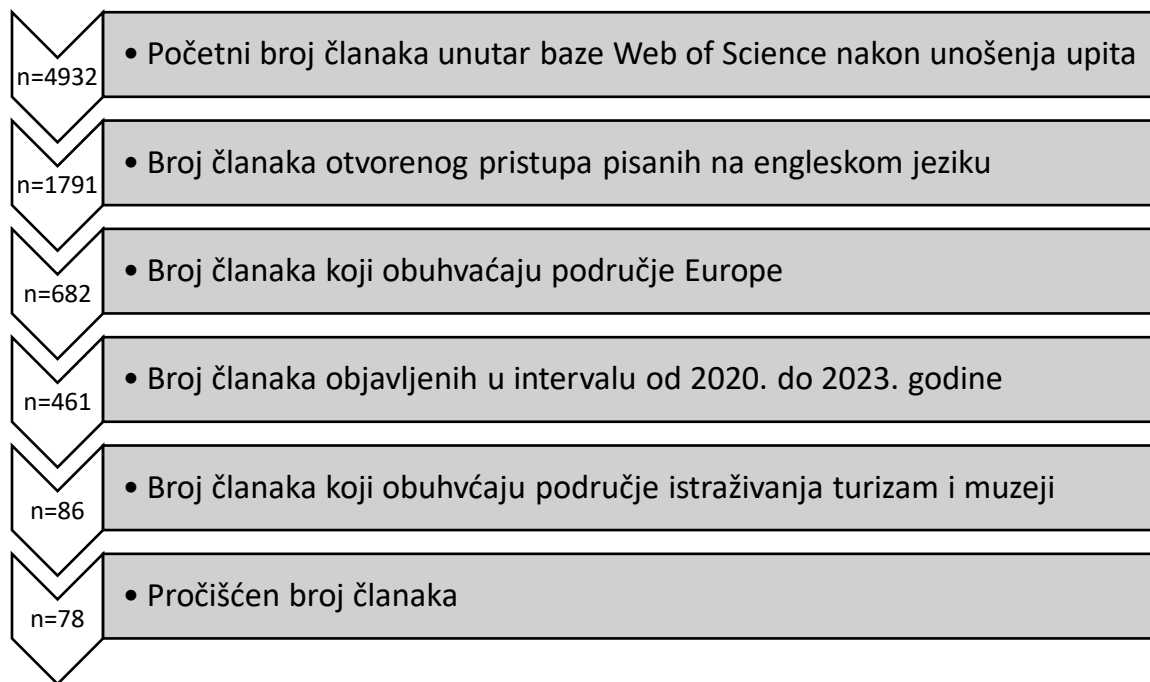 n=4932
• Početni broj članaka unutar baze Web of Science nakon unošenja upita
n=1791
• Broj članaka otvorenog pristupa pisanih na engleskom jeziku
n=682
• Broj članaka koji obuhvaćaju područje Europe
n=461
• Broj članaka objavljenih u intervalu od 2020. do 2023. godine
n=86
• Broj članaka koji obuhvćaju područje istraživanja turizam i muzeji
n=78
• Pročišćen broj članaka